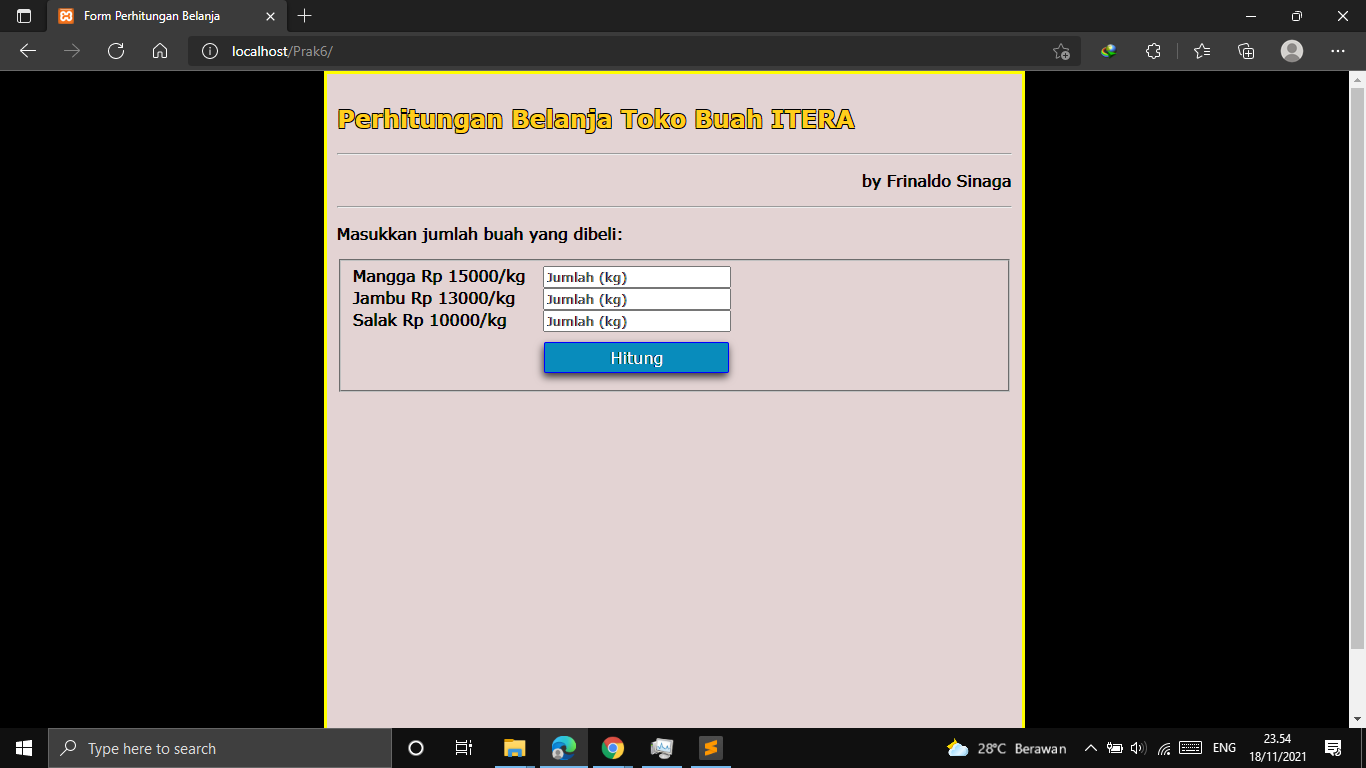 Form Perhitungan Belanja
localhost/Prak6/
Perhitungan Belanja Toko Buah ITERA
by Frinaldo Sinaga
Masukkan jumlah buah yang dibeli:
Mangga Rp 15000/kg Jumlah (kg)
Jambu Rp 13000/kg Jumlah (kg)
Salak Rp 10000/kg Jumlah (kg)
Hitung
Type here to search
28°C Berawan
ENG
23.54
18/11/2021